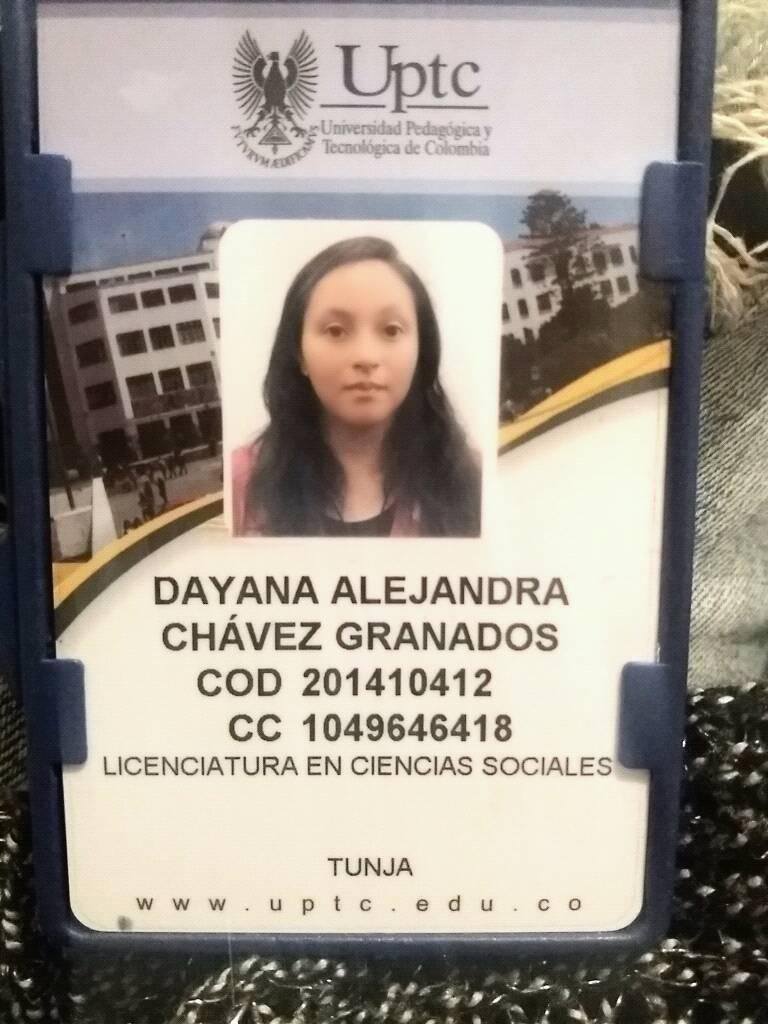 Uptc
Universidad Pedagógica y
Tecnológica de Colombia
DAYANA ALEJANDRA
CHÁVEZ GRANADOS
COD 201410412
CC 1049646418
LICENCIATURA EN CIENCIAS SOCIALES
TUNJA
www.uptc.edu.co